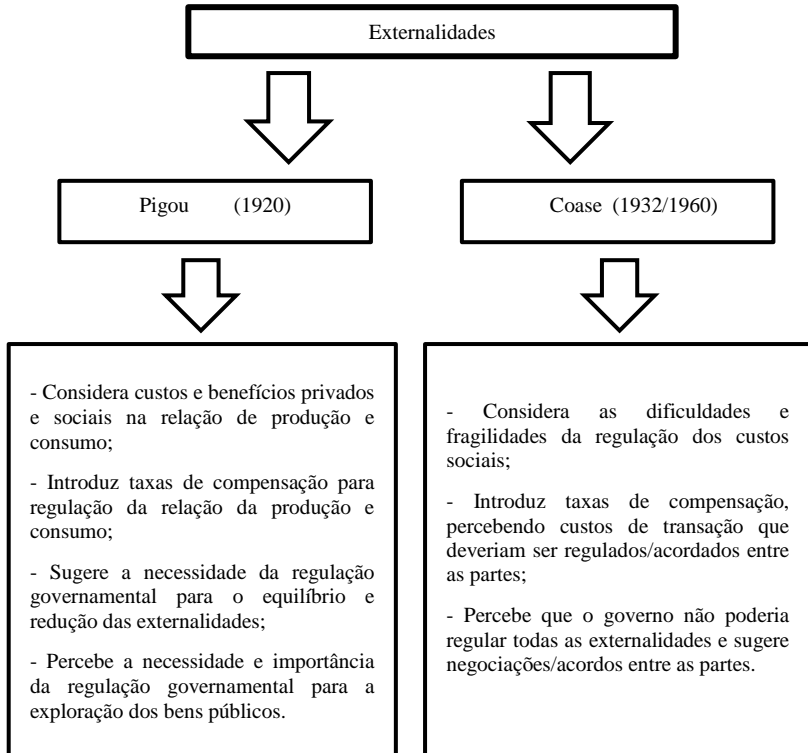 Externalidades
Pigou (1920)
Coase (1932/1960)
- Considera custos e benefícios privados
e sociais na relação de produção e
consumo;
- Introduz taxas de compensação para
regulação da relação da produção e
consumo;
- Sugere a necessidade da regulação
governamental para o equilíbrio e
redução das externalidades;
- Percebe a necessidade e importância
da regulação governamental para a
exploração dos bens públicos.
- Considera as dificuldades e
fragilidades da regulação dos custos
sociais;
- Introduz taxas de compensação,
percebendo custos de transação que
deveriam ser regulados/acordados entre
as partes;
- Percebe que o governo não poderia
regular todas as externalidades e sugere
negociações/acordos entre as partes.